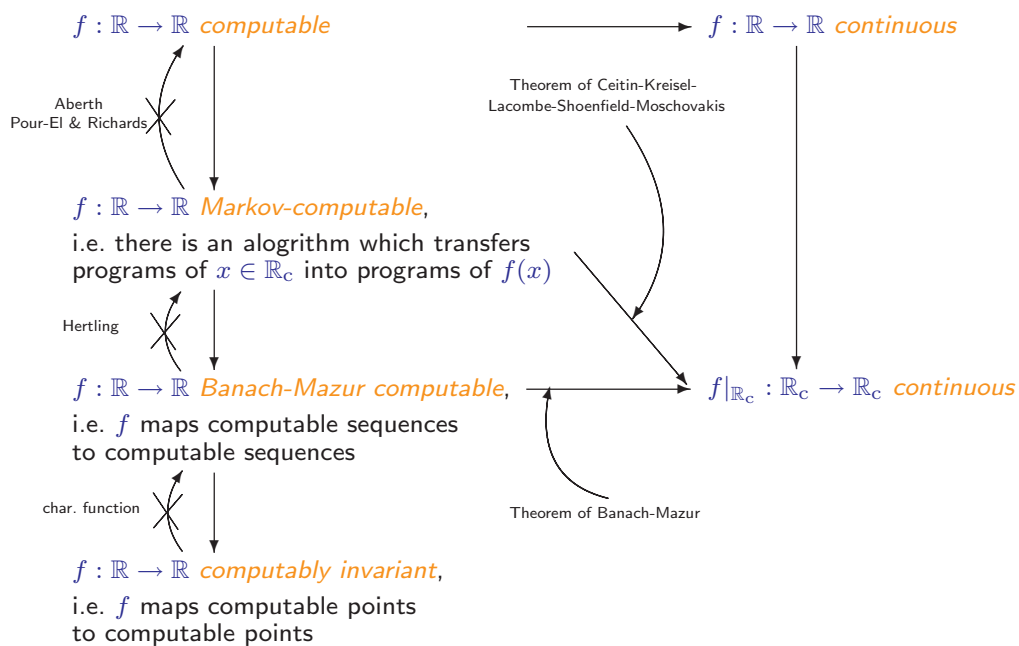 f : ℝ → ℝ computable
f : ℝ → ℝ continuous
Theorem of Ceitin-Kreisel-
Lacombe-Shoenfield-Moschovakis
Aberth
Pour-El & Richards
f : ℝ → ℝ Markov-computable,
i.e. there is an alogrithm which transfers
programs of x ∈ ℝc into programs of f(x)
Hertling
f : ℝ → ℝ Banach-Mazur computable,
f|ℝc : ℝc → ℝc continuous
i.e. f maps computable sequences
to computable sequences
char. function
Theorem of Banach-Mazur
f : ℝ → ℝ computably invariant,
i.e. f maps computable points
to computable points